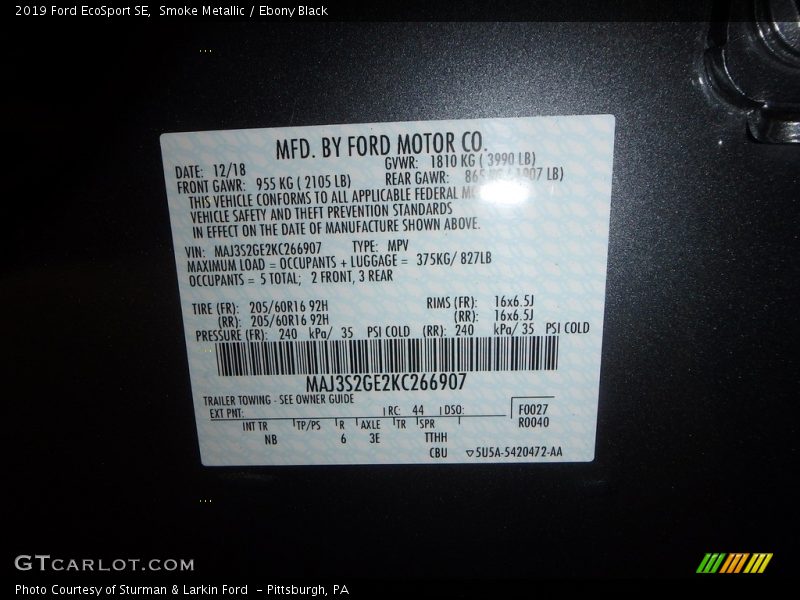 2019 Ford EcoSport SE,  Smoke Metallic / Ebony Black
MFD. BY FORD MOTOR CO.
DATE: 12/18 GVWR: 1810 KG ( 3990 LB)
FRONT GAWR: 955 KG ( 2105 LB) REAR GAWR: LB)
THIS VEHICLE CONFORMS TO ALL APPLICABLE FEDERAL
VEHICLE SAFETY AND THEFT PREVENTION STANDARDS
IN EFFECT ON THE DATE OF MANUFACTURE SHOWN ABOVE.
VIN: MAJ3S2GE2KC266907 TYPE: MPV
MAXIMUM LOAD = OCCUPANTS + LUGGAGE = 375KG/ 827LB
OCCUPANTS = 5 TOTAL; 2 FRONT, 3 REAR
TIRE (FR): 205/60R16 92H RIMS (FR): 16x6.5J
(RR): 205/60R16 92H (RR): 16x6.5J
PRESSURE (FR): 240 kPa/ 35 PSI COLD (RR): 240 kPa/ 35 PSI COLD
MAJ3S2GE2KC266907
TRAILER TOWING - SEE OWNER GUIDE
EXT PNT: RC: 44 DSO: F0027
R0040
INT TR TP/PS R AXLE TR SPR
NB 6 3E TTHH
CBU ▽5U5A-5420472-AA
GTCARLOT.COM
Photo Courtesy of Sturman & Larkin Ford  - Pittsburgh, PA